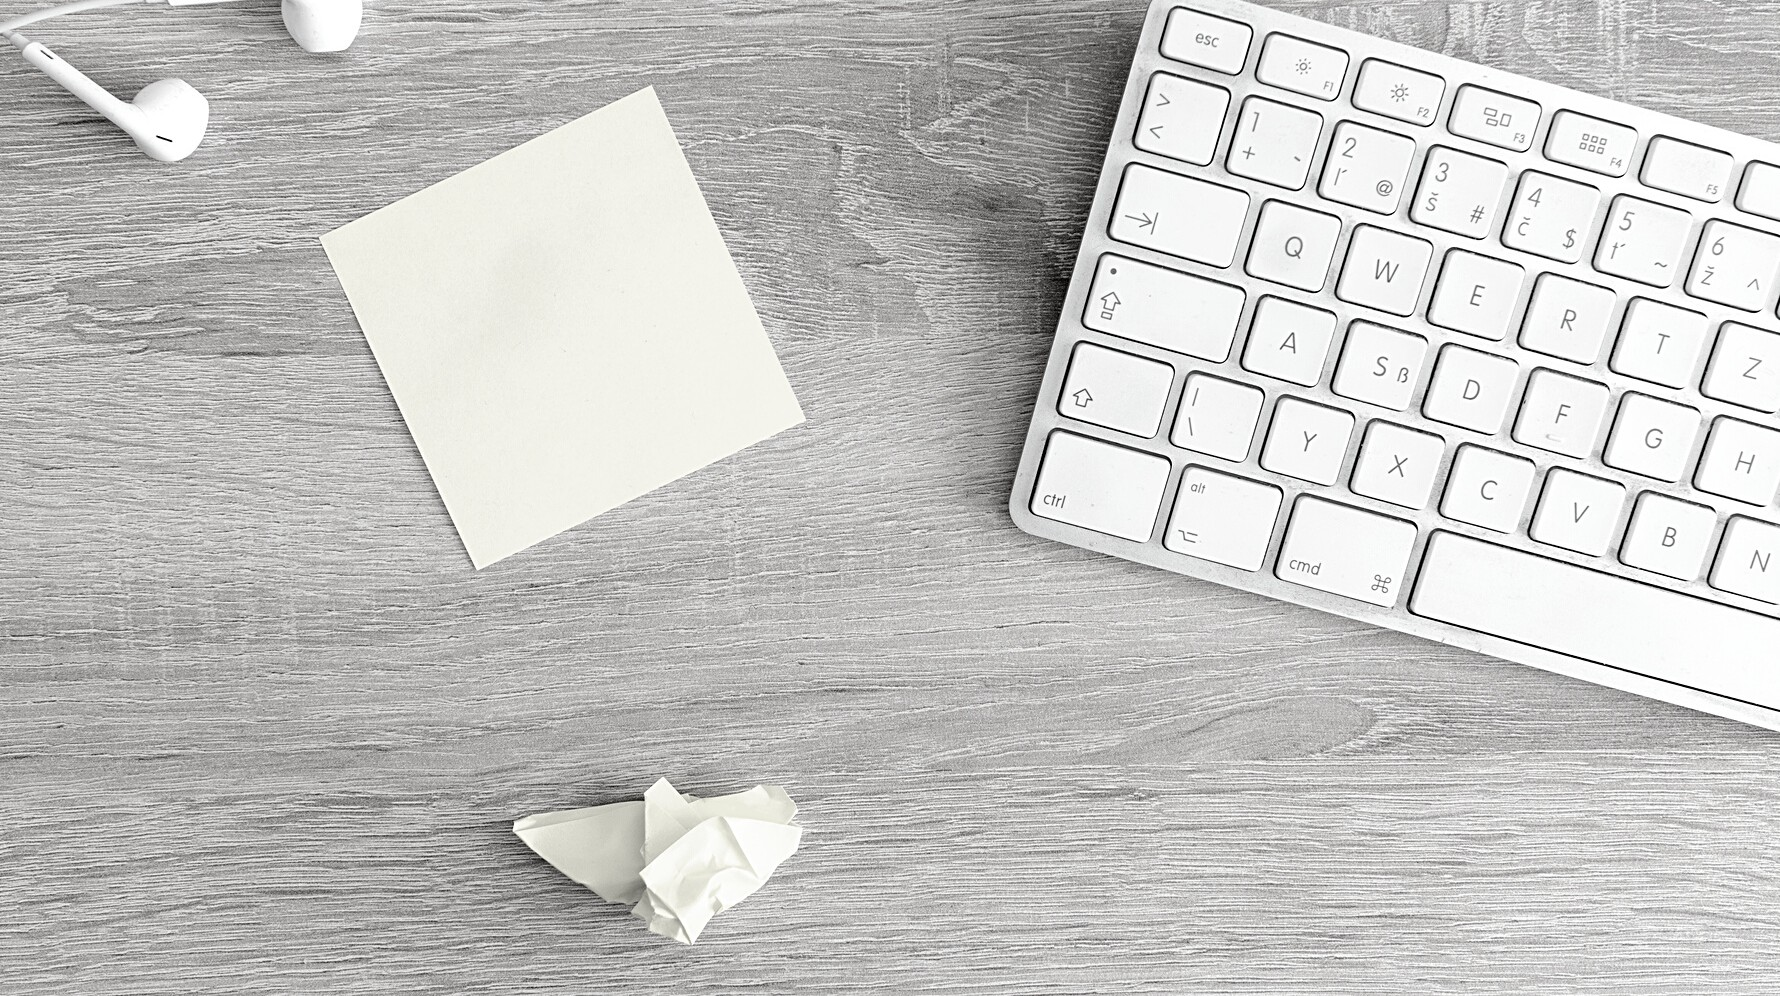 esc
F1
F2
F3
F4
F5
> <
1 + -
2 ľ @
3 š #
4 č $
5 ť ~
6 ž ^
Q W E R T Z
A S ß D F G H
| \ Y X C V B N
ctrl
alt
cmd ⌘